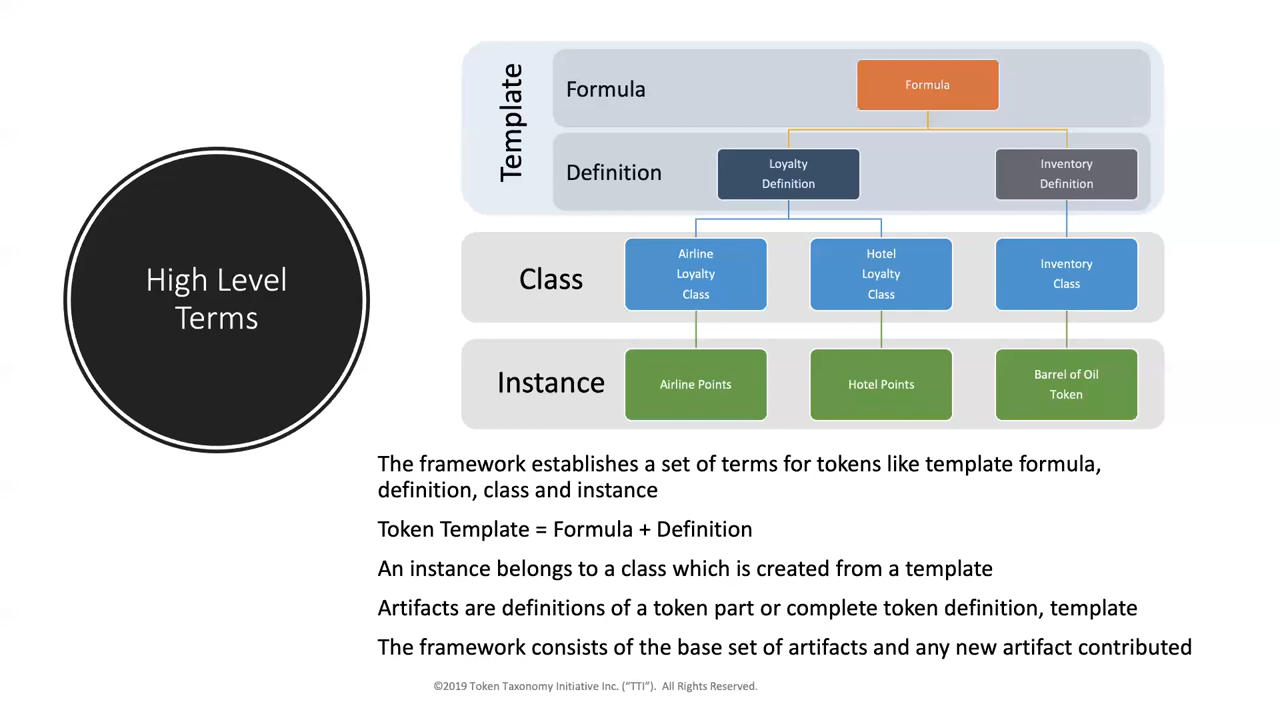 High Level
Terms
Template
Formula
Formula
Definition
Loyalty
Definition
Inventory
Definition
Class
Airline
Loyalty
Class
Hotel
Loyalty
Class
Inventory
Class
Instance
Airline Points
Hotel Points
Barrel of Oil
Token
The framework establishes a set of terms for tokens like template formula,
definition, class and instance
Token Template = Formula + Definition
An instance belongs to a class which is created from a template
Artifacts are definitions of a token part or complete token definition, template
The framework consists of the base set of artifacts and any new artifact contributed
©2019 Token Taxonomy Initiative Inc. (“TTI”).  All Rights Reserved.